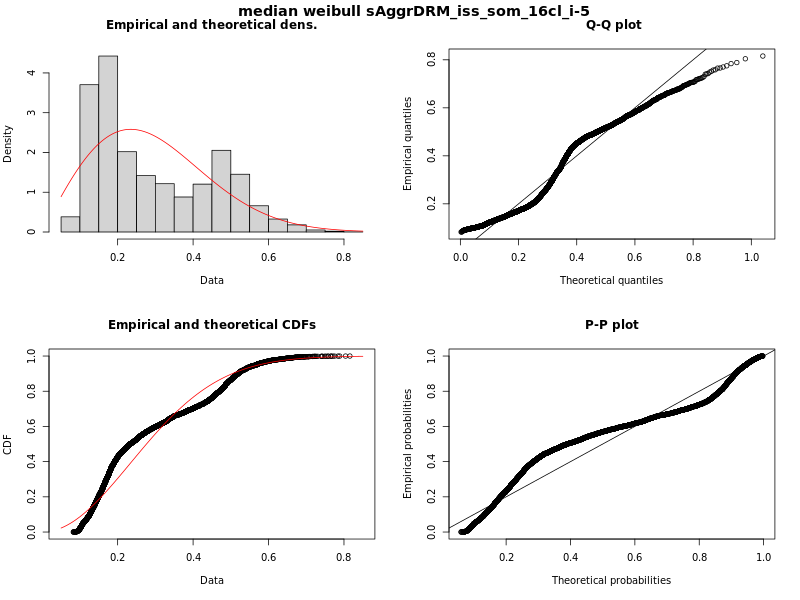 median weibull sAggrDRM_iss_som_16cl_i-5
Empirical and theoretical dens.
Density
0 1 2 3 4
0.2 0.4 0.6 0.8
Data
Q-Q plot
Empirical quantiles
0.2 0.4 0.6 0.8
0.0 0.2 0.4 0.6 0.8 1.0
Theoretical quantiles
Empirical and theoretical CDFs
CDF
0.0 0.2 0.4 0.6 0.8 1.0
0.2 0.4 0.6 0.8
Data
P-P plot
Empirical probabilities
0.0 0.2 0.4 0.6 0.8 1.0
0.2 0.4 0.6 0.8 1.0
Theoretical probabilities